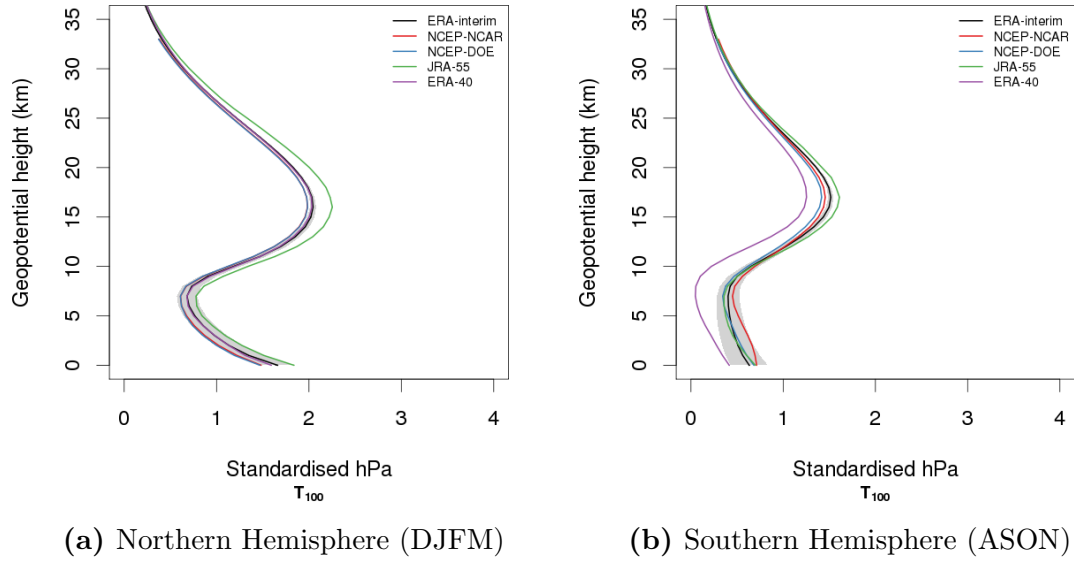 35
30
25
20
15
10
5
0
Geopotential height (km)
ERA-interim
NCEP-NCAR
NCEP-DOE
JRA-55
ERA-40
0 1 2 3 4
Standardised hPa
T100
(a) Northern Hemisphere (DJFM)
35
30
25
20
15
10
5
0
Geopotential height (km)
ERA-interim
NCEP-NCAR
NCEP-DOE
JRA-55
ERA-40
0 1 2 3 4
Standardised hPa
T100
(b) Southern Hemisphere (ASON)